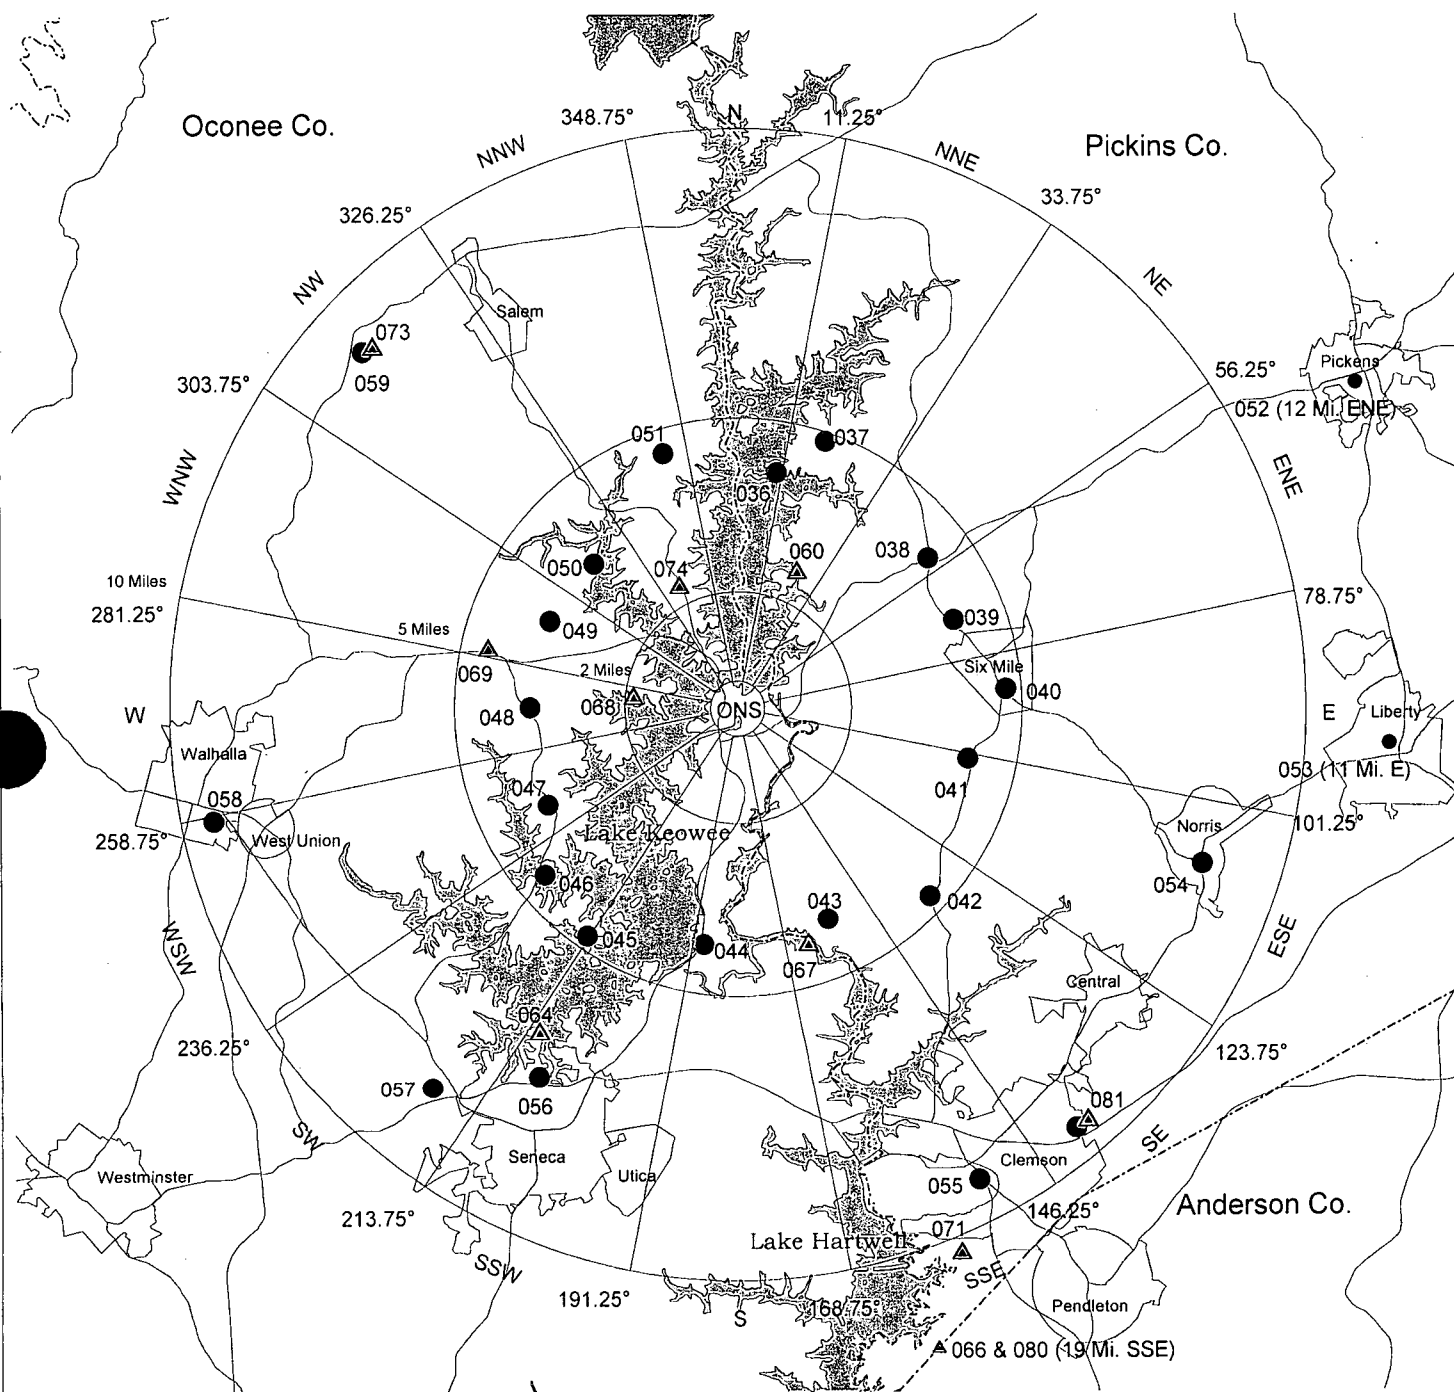 N
348.75°
11.25°
Oconee Co.
Pickins Co.
NNW
NNE
33.75°
326.25°
NW
NE
Salem
073
059
303.75°
56.25°
Pickens
052 (12 Mi. ENE)
051
037
WNW
ENE
036
038
060
050
074
10 Miles
281.25°
78.75°
039
5 Miles
049
069
2 Miles
Six Mile
068
040
048
ONS
W
E
Liberty
Walhalla
053 (11 Mi. E)
047
041
058
Lake Keowee
Norris
101.25°
258.75°
West Union
046
054
043
042
WSW
045
044
067
ESE
Central
064
236.25°
123.75°
057
056
081
SW
SE
Seneca
Clemson
Westminster
Utica
055
Anderson Co.
213.75°
146.25°
071
Lake Hartwell
SSW
SSE
191.25°
168.75°
Pendleton
S
066 & 080 (19 Mi. SSE)